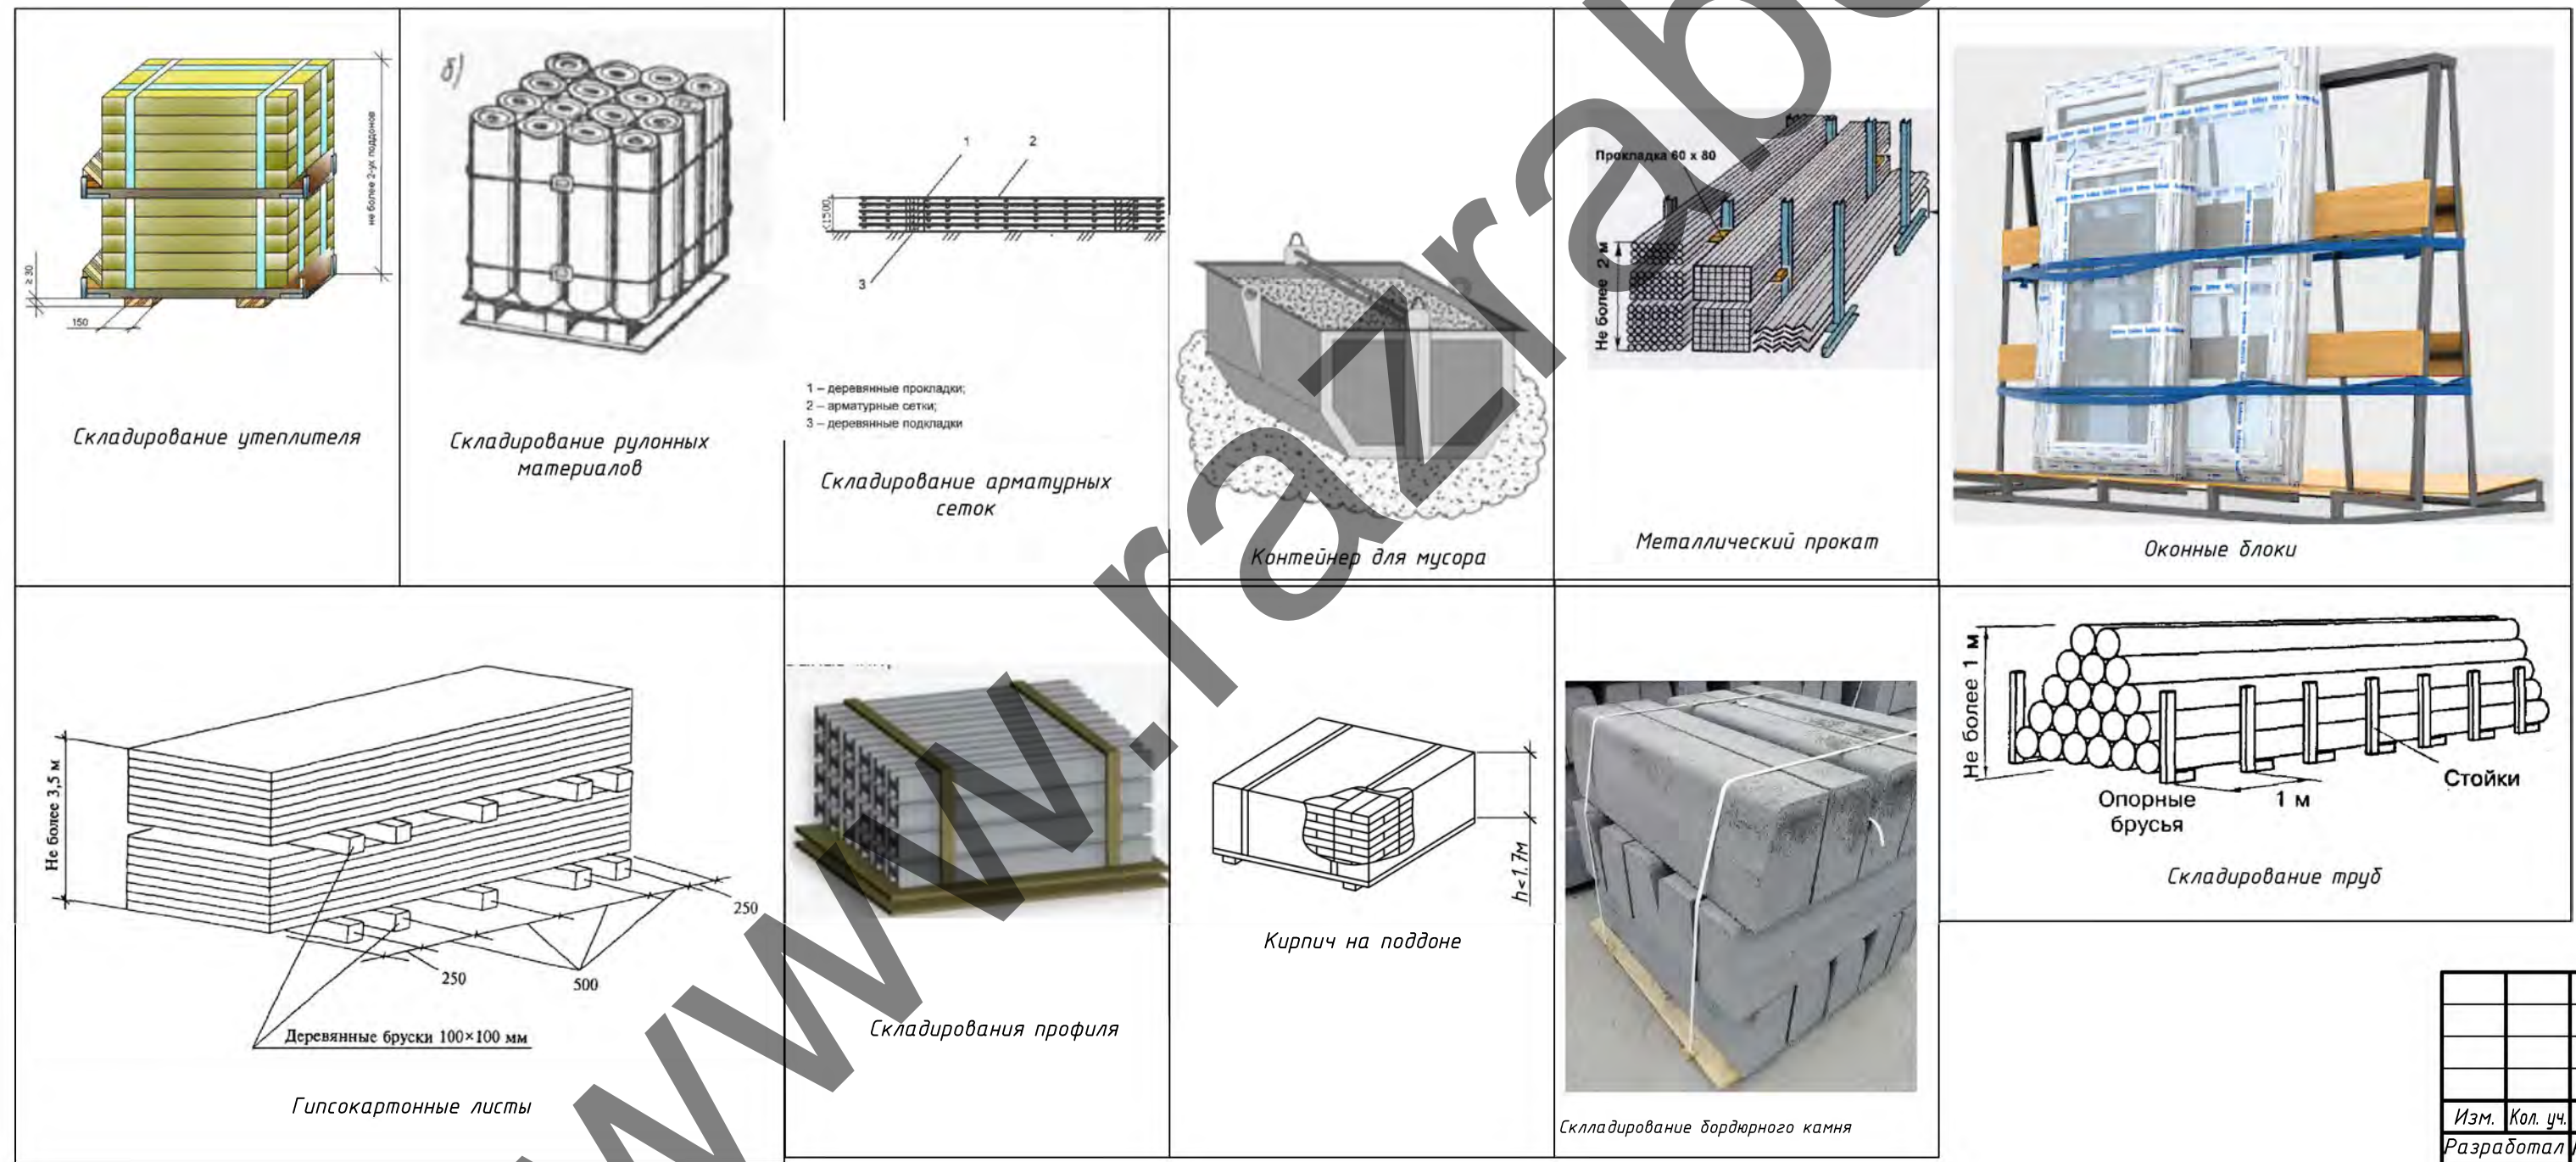 не более 2-ух поддонов
≥ 30
150
Складирование утеплителя
б)
Складирование рулонных
материалов
1
2
≤1500
3
1 – деревянные прокладки;
2 – арматурные сетки;
3 – деревянные подкладки
Складирование арматурных
сеток
Контейнер для мусора
Прокладка 60 x 80
Не более 2 м
Металлический прокат
Оконные блоки
Не более 3,5 м
250
250
500
Деревянные бруски 100×100 мм
Гипсокартонные листы
Складирования профиля
h<1.7м
Кирпич на поддоне
Склладирование бордюрного камня
Не более 1 м
Опорные
брусья
1 м
Стойки
Складирование труб
Изм. Кол. уч.
Разработал
www.razrab